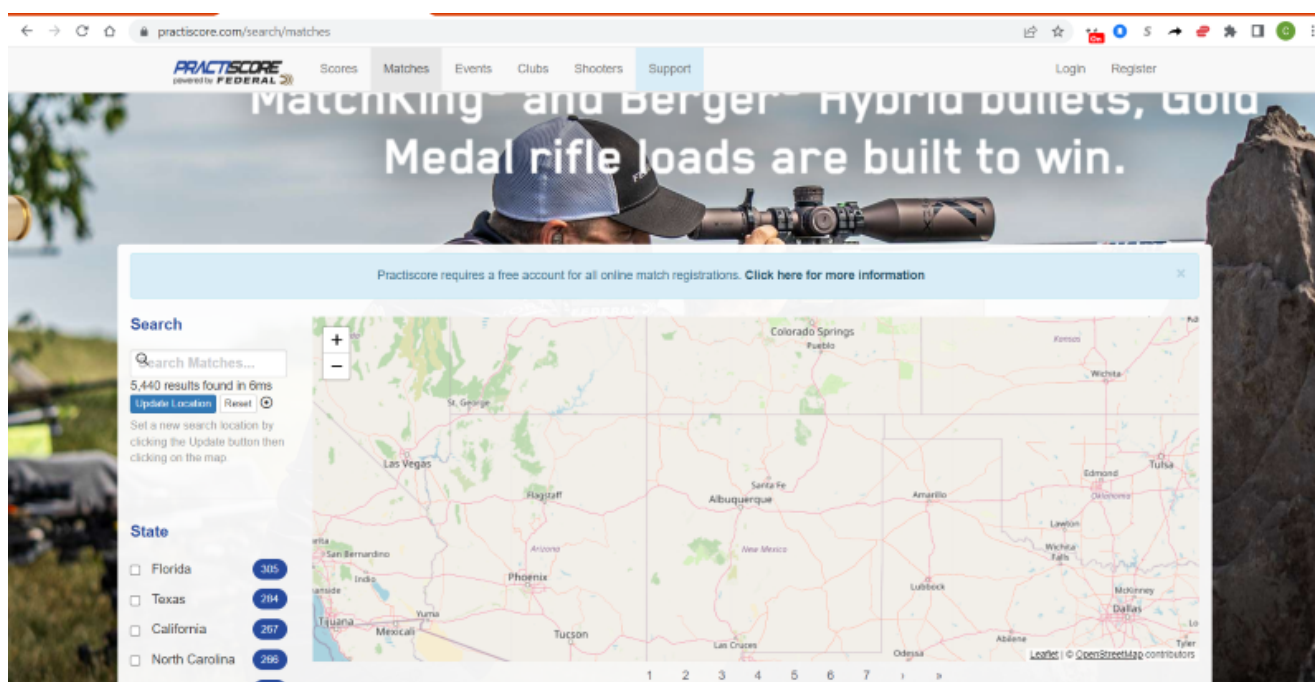 practiscore.com/search/matches
On
C
PRACTISCORE
powered by FEDERAL
Scores Matches Events Clubs Shooters Support Login Register
MatchKing® and Berger™ Hybrid bullets, Gold
Medal rifle loads are built to win.
Practiscore requires a free account for all online match registrations. Click here for more information ×
Search
Search Matches...
5,440 results found in 6ms
Update Location Reset
Set a new search location by
clicking the Update button then
clicking on the map.
State
Florida 305
Texas 284
California 267
North Carolina 266
+
−
Colorado Springs
Pueblo
Kansas
Wichita
St. George
Las Vegas
Flagstaff
Santa Fe
Albuquerque
Amarillo
Edmond
Tulsa
Oklahoma
Lawton
Wichita
Falls
San Bernardino
Arizona
New Mexico
Indio
Phoenix
Lubbock
McKinney
Dallas
Tijuana
Mexicali
Yuma
Tucson
Las Cruces
Odessa
Abilene
Tyler
Leaflet | © OpenStreetMap contributors
1 2 3 4 5 6 7 › »